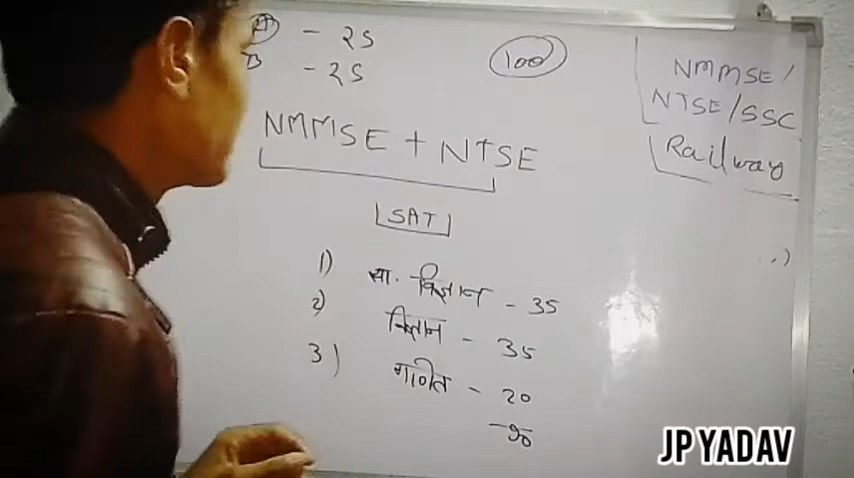 A - 25
B - 25
100
NMMSE /
NTSE / SSC
Railway
NMMSE + NTSE
SAT
1) सा. विज्ञान - 35
2) विज्ञान - 35
3) गणित - 20
90
JP YADAV